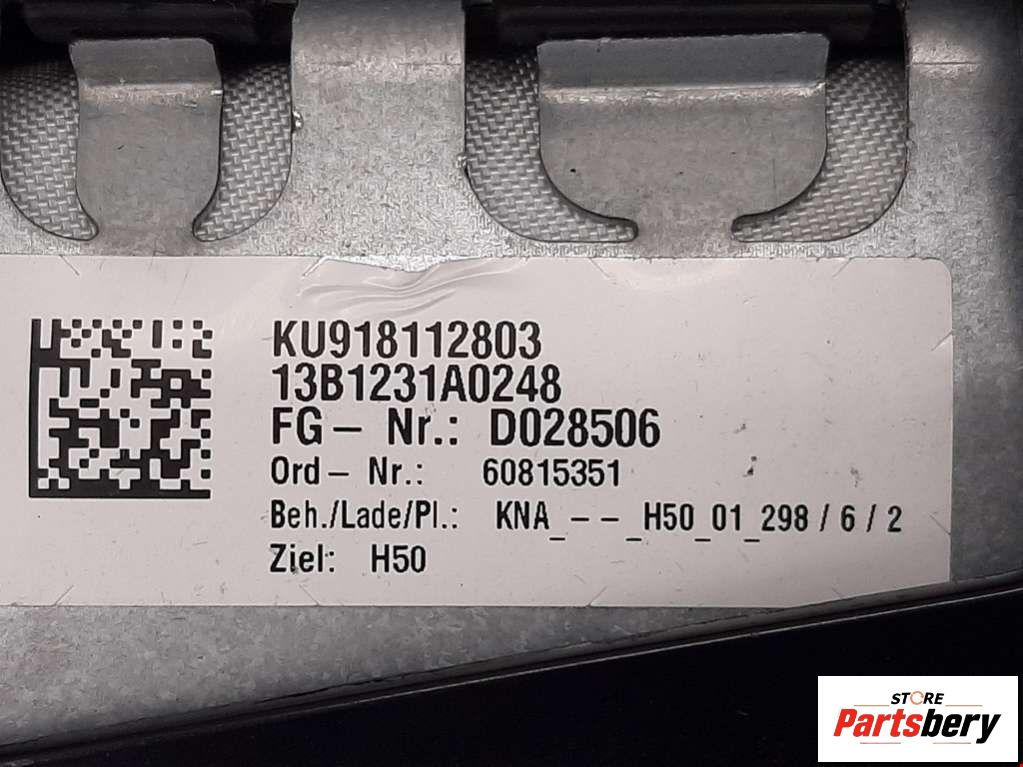 KU918112803
13B1231A0248
FG- Nr.: D028506
Ord- Nr.: 60815351
Beh./Lade/Pl.: KNA_--_H50_01_298/6/2
Ziel: H50
STORE
Partsbery